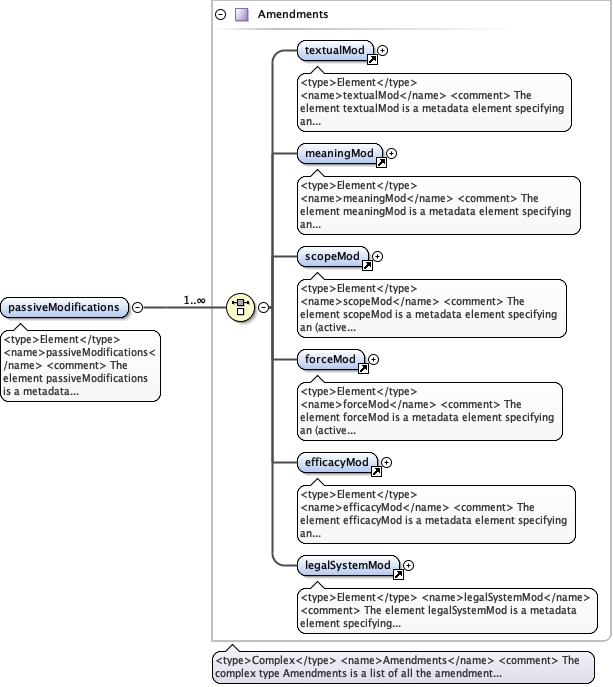 Amendments
textualMod
<type>Element</type>
<name>textualMod</name> <comment> The
element textualMod is a metadata element specifying
an...
meaningMod
<type>Element</type>
<name>meaningMod</name> <comment> The
element meaningMod is a metadata element specifying
an...
scopeMod
<type>Element</type>
<name>scopeMod</name> <comment> The
element scopeMod is a metadata element specifying
an (active...
passiveModifications
1..∞
<type>Element</type>
<name>passiveModifications<
/name> <comment> The
element passiveModifications
is a metadata...
forceMod
<type>Element</type>
<name>forceMod</name> <comment> The
element forceMod is a metadata element specifying
an (active...
efficacyMod
<type>Element</type>
<name>efficacyMod</name> <comment> The
element efficacyMod is a metadata element specifying
an...
legalSystemMod
<type>Element</type> <name>legalSystemMod</name>
<comment> The element legalSystemMod is a metadata
element specifying...
<type>Complex</type> <name>Amendments</name> <comment> The
complex type Amendments is a list of all the amendment...